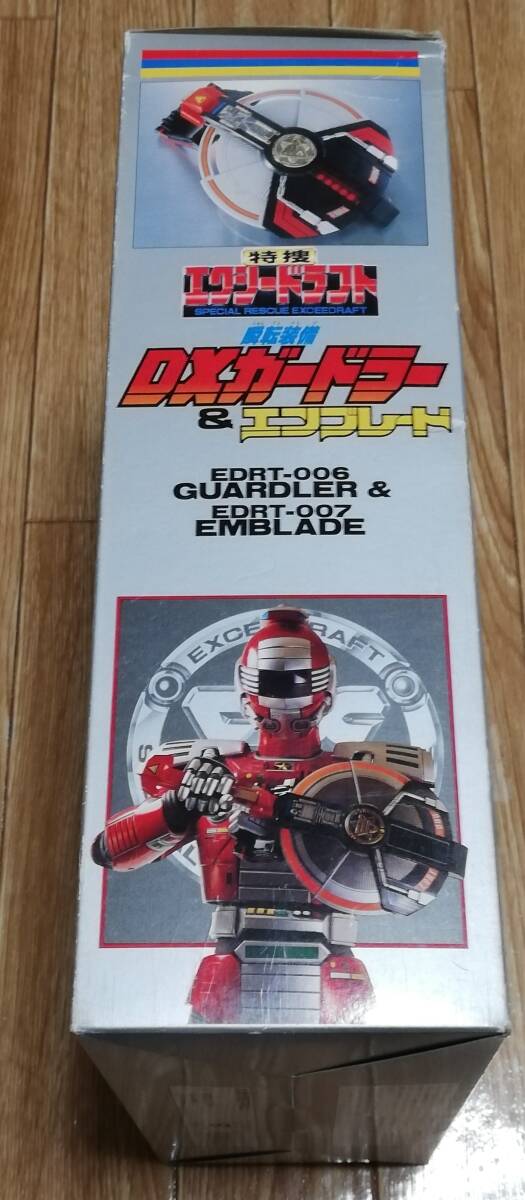 特捜
エクシードラフト
SPECIAL RESCUE EXCEEDRAFT
瞬転装備
DXガードラー
& エンブレード
EDRT-006
GUARDLER &
EDRT-007
EMBLADE
EXCEEDRAFT